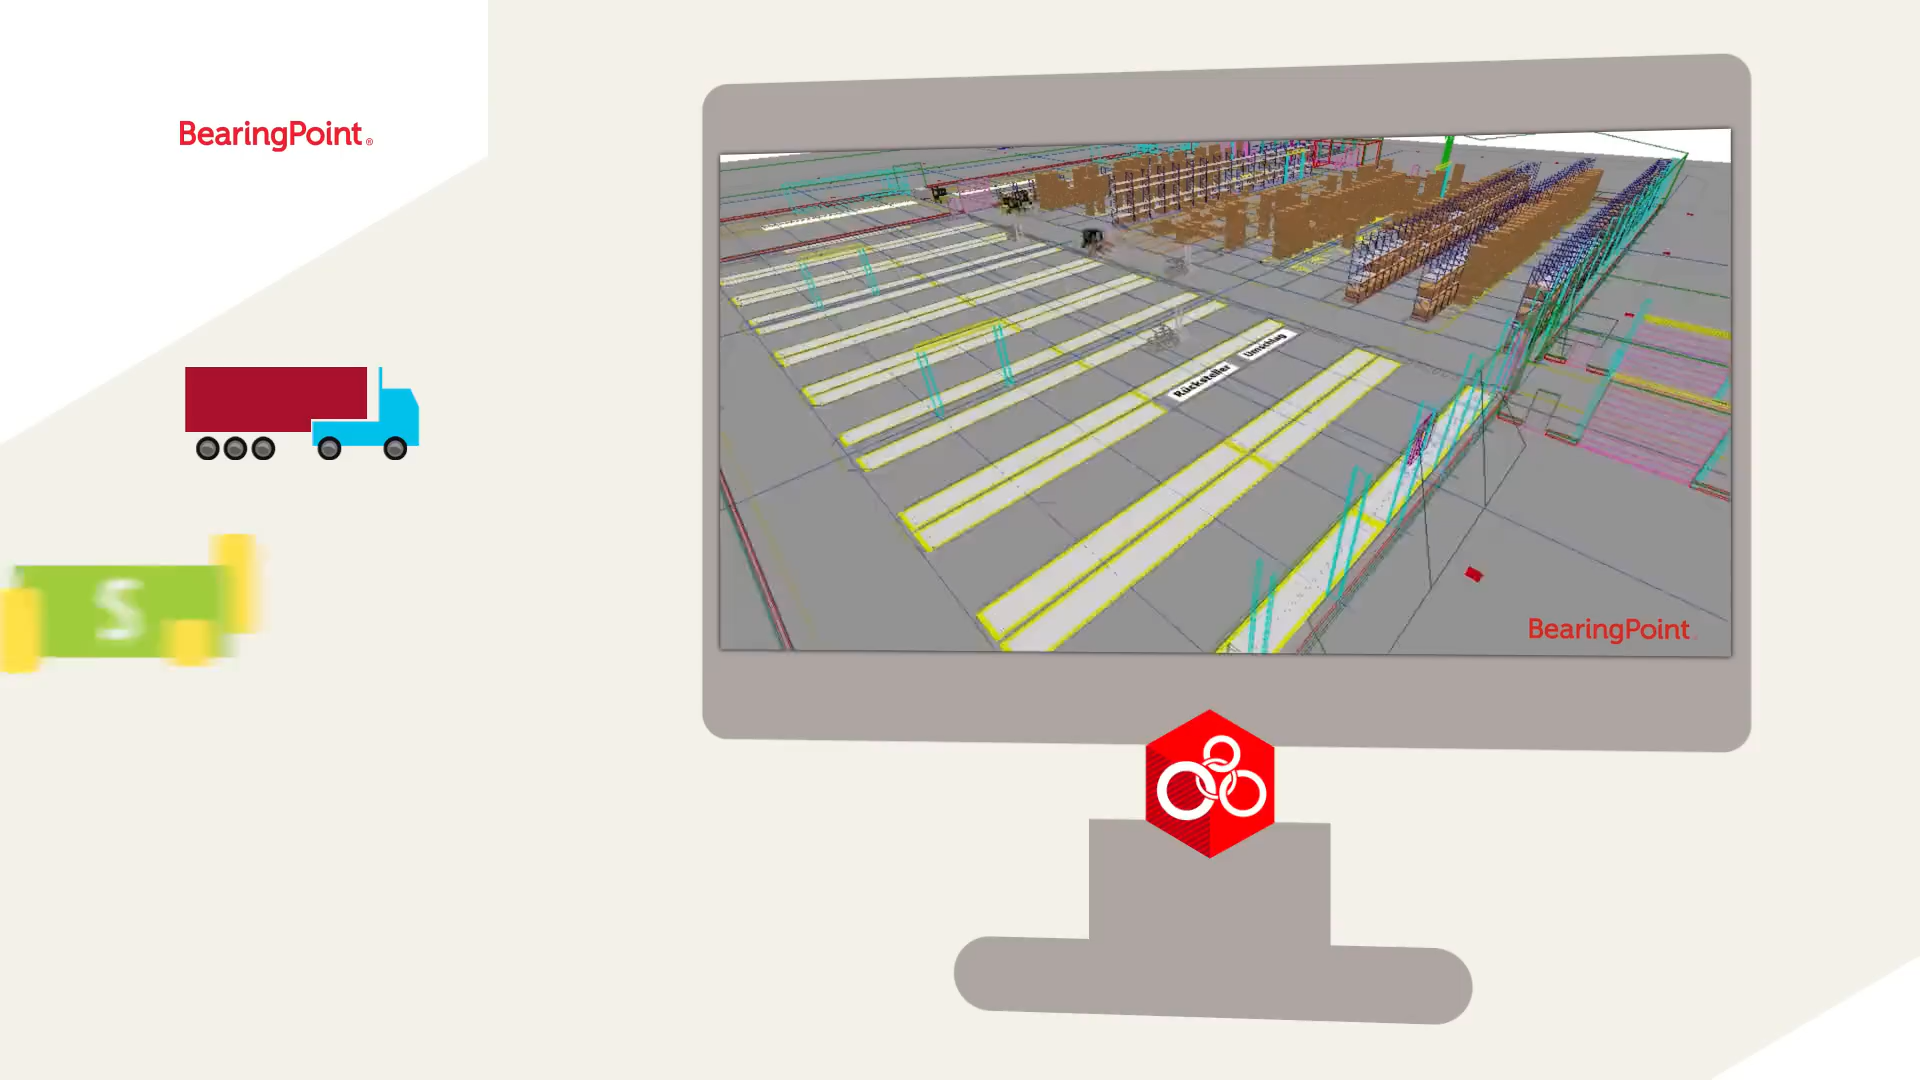 BearingPoint®
Umschlag
Rücksteller
S
BearingPoint